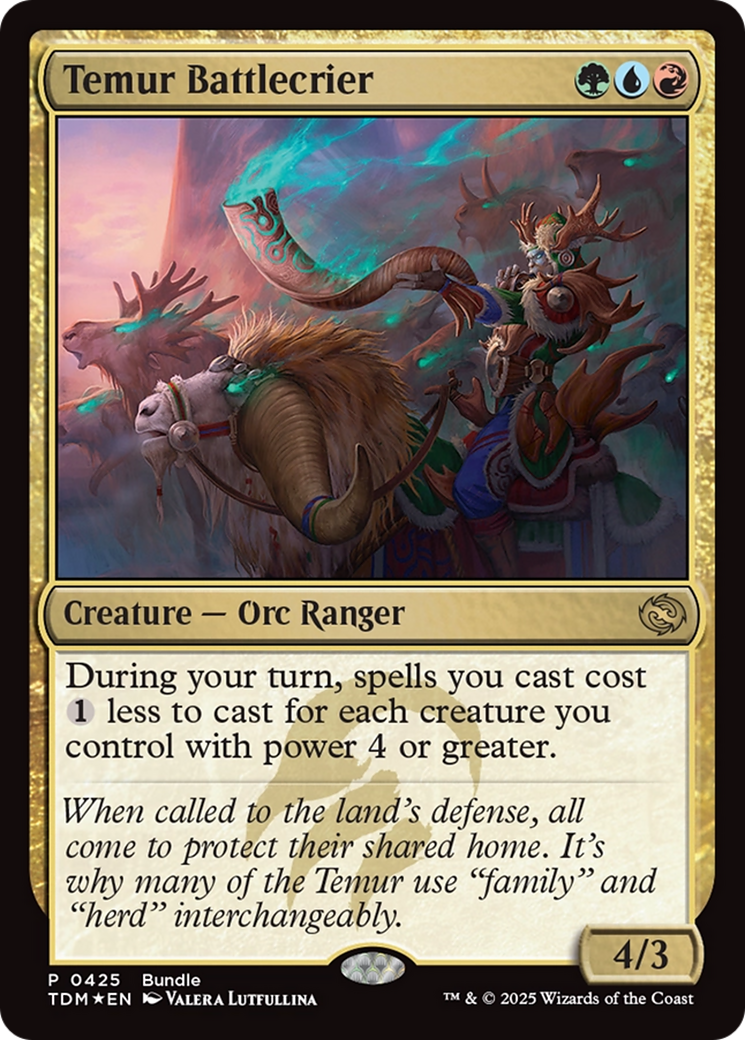 Temur Battlecrier
Creature — Orc Ranger
During your turn, spells you cast cost
1 less to cast for each creature you
control with power 4 or greater.
When called to the land's defense, all
come to protect their shared home. It's
why many of the Temur use “family” and
“herd” interchangeably.
4/3
P 0425 Bundle
TDM★EN Valera Lutfullina
™ & © 2025 Wizards of the Coast